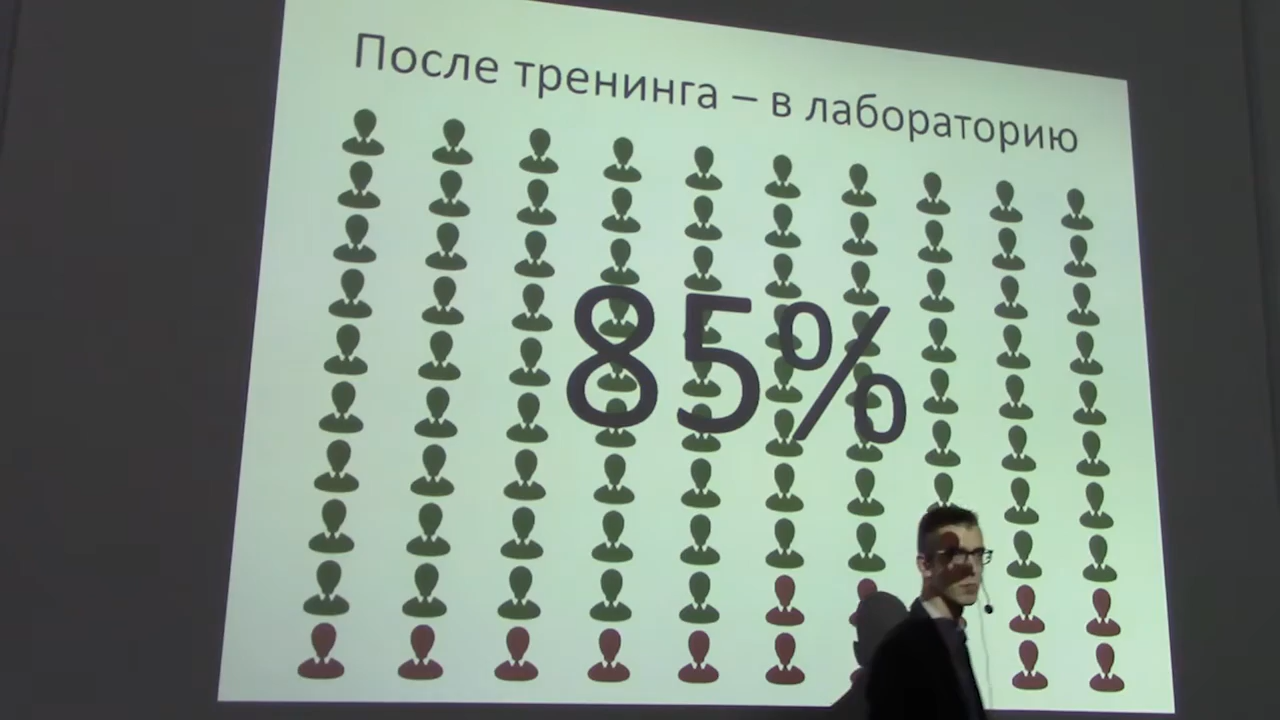 После тренинга – в лабораторию
85%